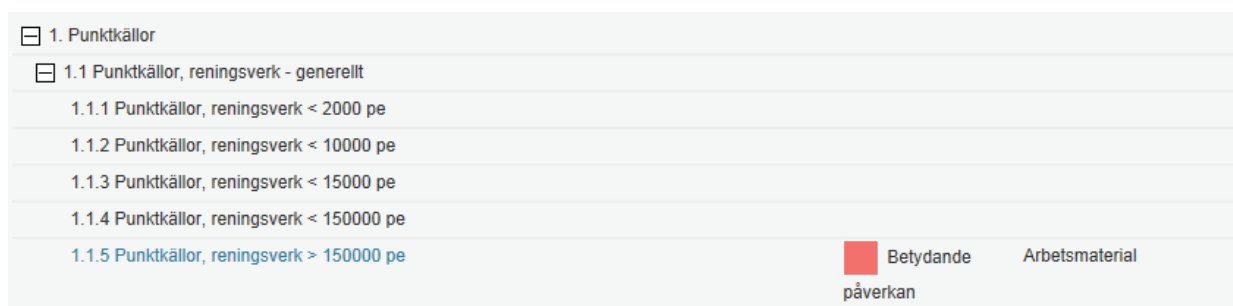 1. Punktkällor
1.1 Punktkällor, reningsverk - generellt
1.1.1 Punktkällor, reningsverk < 2000 pe
1.1.2 Punktkällor, reningsverk < 10000 pe
1.1.3 Punktkällor, reningsverk < 15000 pe
1.1.4 Punktkällor, reningsverk < 150000 pe
1.1.5 Punktkällor, reningsverk > 150000 pe Betydande Arbetsmaterial
påverkan